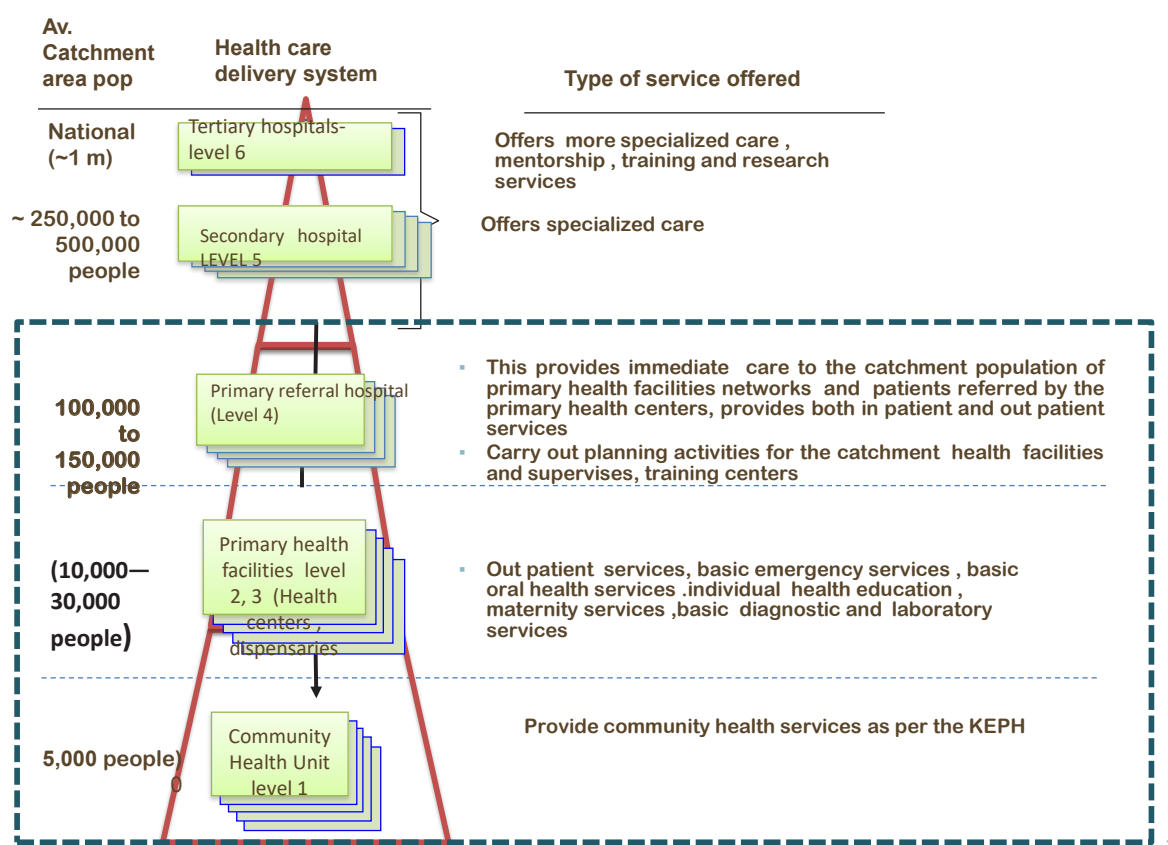 Av.
Catchment
area pop
Health care
delivery system
Type of service offered
National
(~1 m)
Tertiary hospitals-
level 6
Offers more specialized care ,
mentorship , training and research
services
~ 250,000 to
500,000
people
Secondary hospital
LEVEL 5
Offers specialized care
100,000
to
150,000
people
Primary referral hospital
(Level 4)
▪ This provides immediate care to the catchment population of
primary health facilities networks and patients referred by the
primary health centers, provides both in patient and out patient
services
▪ Carry out planning activities for the catchment health facilities
and supervises, training centers
(10,000—
30,000
people)
Primary health
facilities level
2, 3 (Health
centers ,
dispensaries
▪ Out patient services, basic emergency services , basic
oral health services .individual health education ,
maternity services ,basic diagnostic and laboratory
services
5,000 people)
0
Community
Health Unit
level 1
Provide community health services as per the KEPH